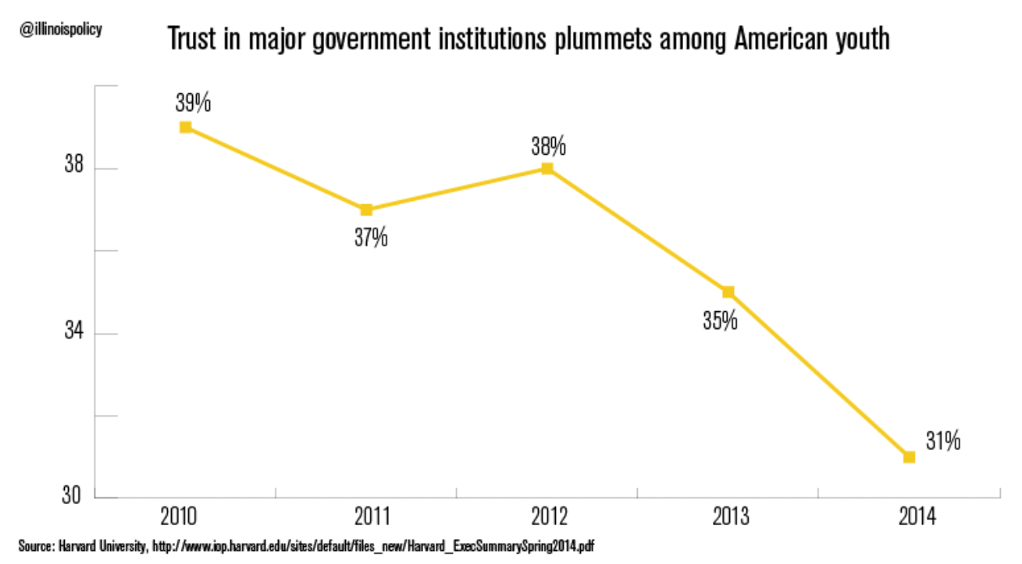 @illinoispolicy
Trust in major government institutions plummets among American youth
39%
38%
38
37%
34
35%
31%
30
2010 2011 2012 2013 2014
Source: Harvard University, http://www.iop.harvard.edu/sites/default/files_new/Harvard_ExecSummarySpring2014.pdf